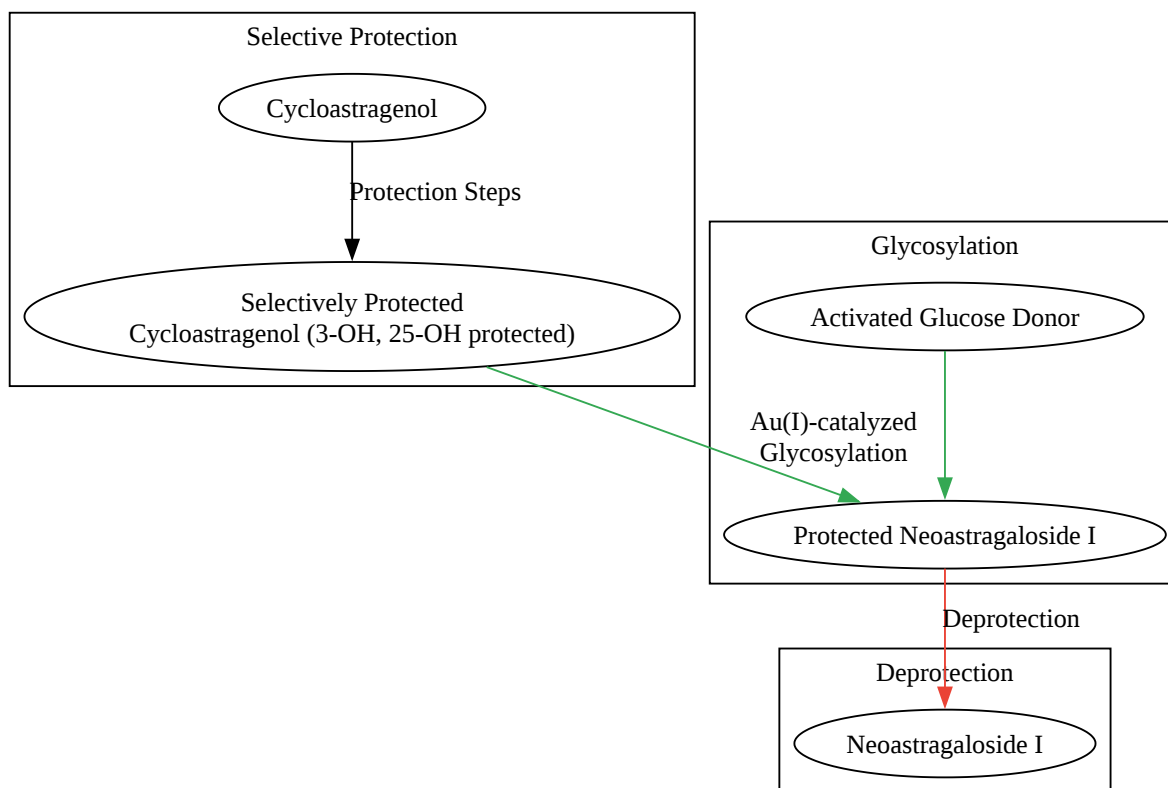 Selective Protection
Cycloastragenol
Protection Steps
Selectively Protected
Cycloastragenol (3-OH, 25-OH protected)
Glycosylation
Activated Glucose Donor
Au(I)-catalyzed
Glycosylation
Protected Neoastragaloside I
Deprotection
Deprotection
Neoastragaloside I